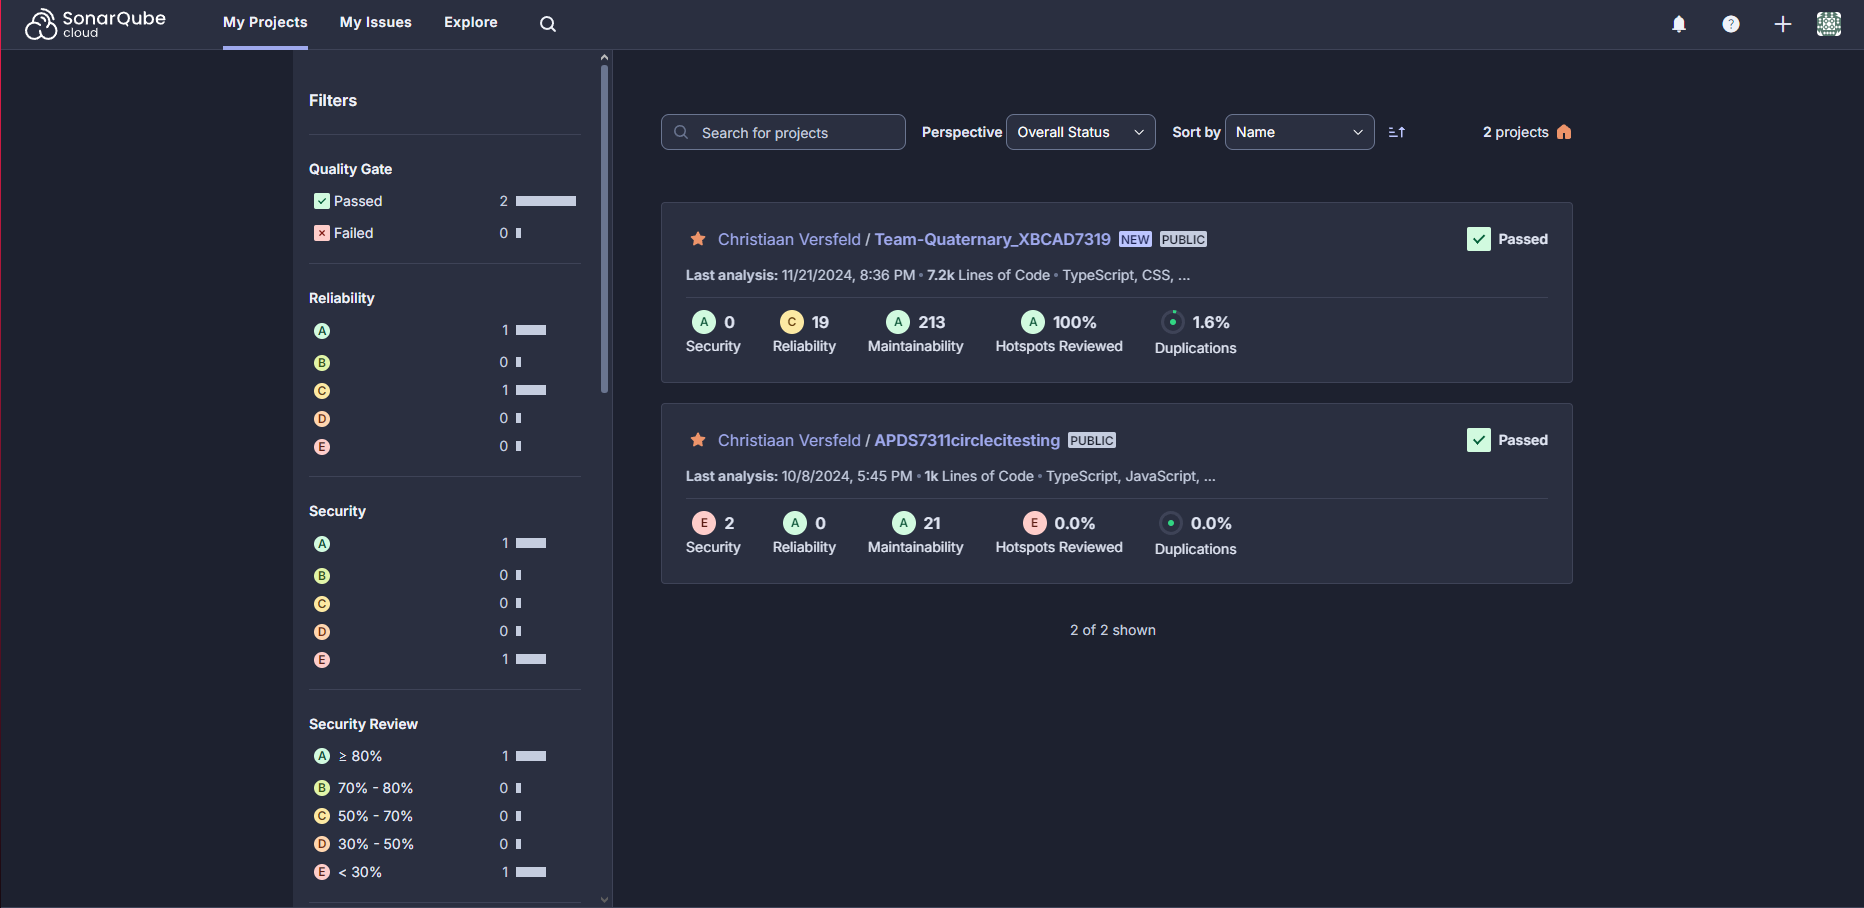 SonarQube cloud My Projects My Issues Explore
Filters
Quality Gate
Passed 2
Failed 0
Reliability
A 1
B 0
C 1
D 0
E 0
Security
A 1
B 0
C 0
D 0
E 1
Security Review
A ≥ 80% 1
B 70% - 80% 0
C 50% - 70% 0
D 30% - 50% 0
E < 30% 1
Search for projects Perspective Overall Status Sort by Name 2 projects
Christiaan Versfeld / Team-Quaternary_XBCAD7319 NEW PUBLIC Passed
Last analysis: 11/21/2024, 8:36 PM • 7.2k Lines of Code • TypeScript, CSS, ...
A 0 C 19 A 213 A 100% 1.6%
Security Reliability Maintainability Hotspots Reviewed Duplications
Christiaan Versfeld / APDS7311circlecitesting PUBLIC Passed
Last analysis: 10/8/2024, 5:45 PM • 1k Lines of Code • TypeScript, JavaScript, ...
E 2 A 0 A 21 E 0.0% 0.0%
Security Reliability Maintainability Hotspots Reviewed Duplications
2 of 2 shown